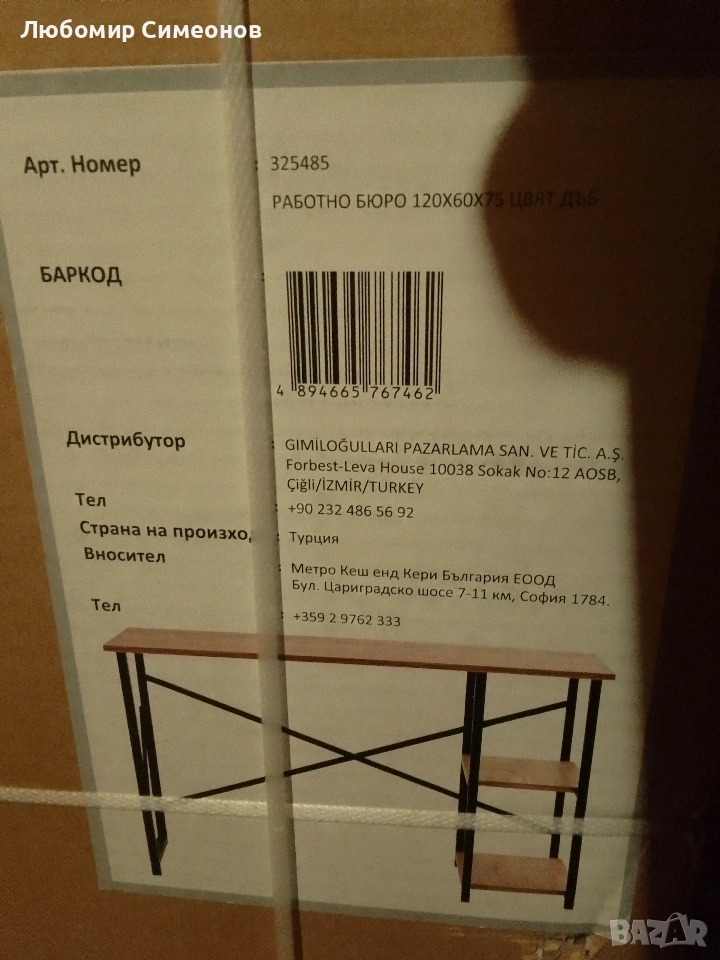 Любомир Симеонов
Арт. Номер : 325485
РАБОТНО БЮРО 120X60X75 ЦВЯТ ДЪБ
БАРКОД :
4 894665 767462
Дистрибутор : GIMİLOĞULLARI PAZARLAMA SAN. VE TİC. A.Ş.
Forbest-Leva House 10038 Sokak No:12 AOSB,
Çiğli/İZMİR/TURKEY
Тел : +90 232 486 56 92
Страна на произхо : Турция
Вносител : Метро Кеш енд Кери България ЕООД
Бул. Цариградско шосе 7-11 км, София 1784.
Тел : +359 2 9762 333
BAZAR